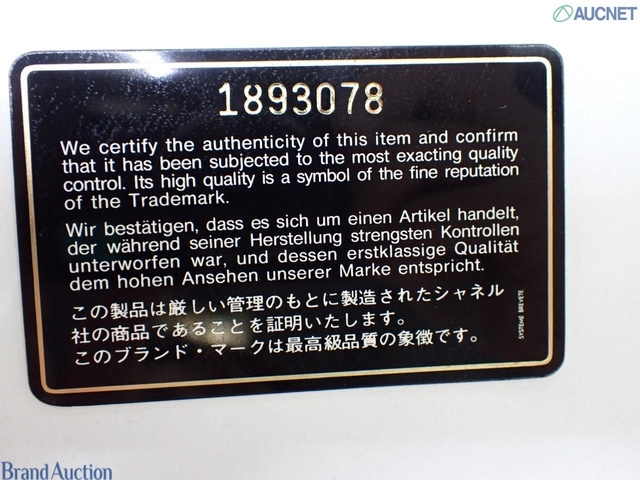 AUCNET
1893078
We certify the authenticity of this item and confirm
that it has been subjected to the most exacting quality
control. Its high quality is a symbol of the fine reputation
of the Trademark.
Wir bestätigen, dass es sich um einen Artikel handelt,
der während seiner Herstellung strengsten Kontrollen
unterworfen war, und dessen erstklassige Qualität
dem hohen Ansehen unserer Marke entspricht.
この製品は厳しい管理のもとに製造されたシャネル
社の商品であることを証明いたします。
このブランド・マークは最高級品質の象徴です。
SYSTEME BREVETE
Brand Auction